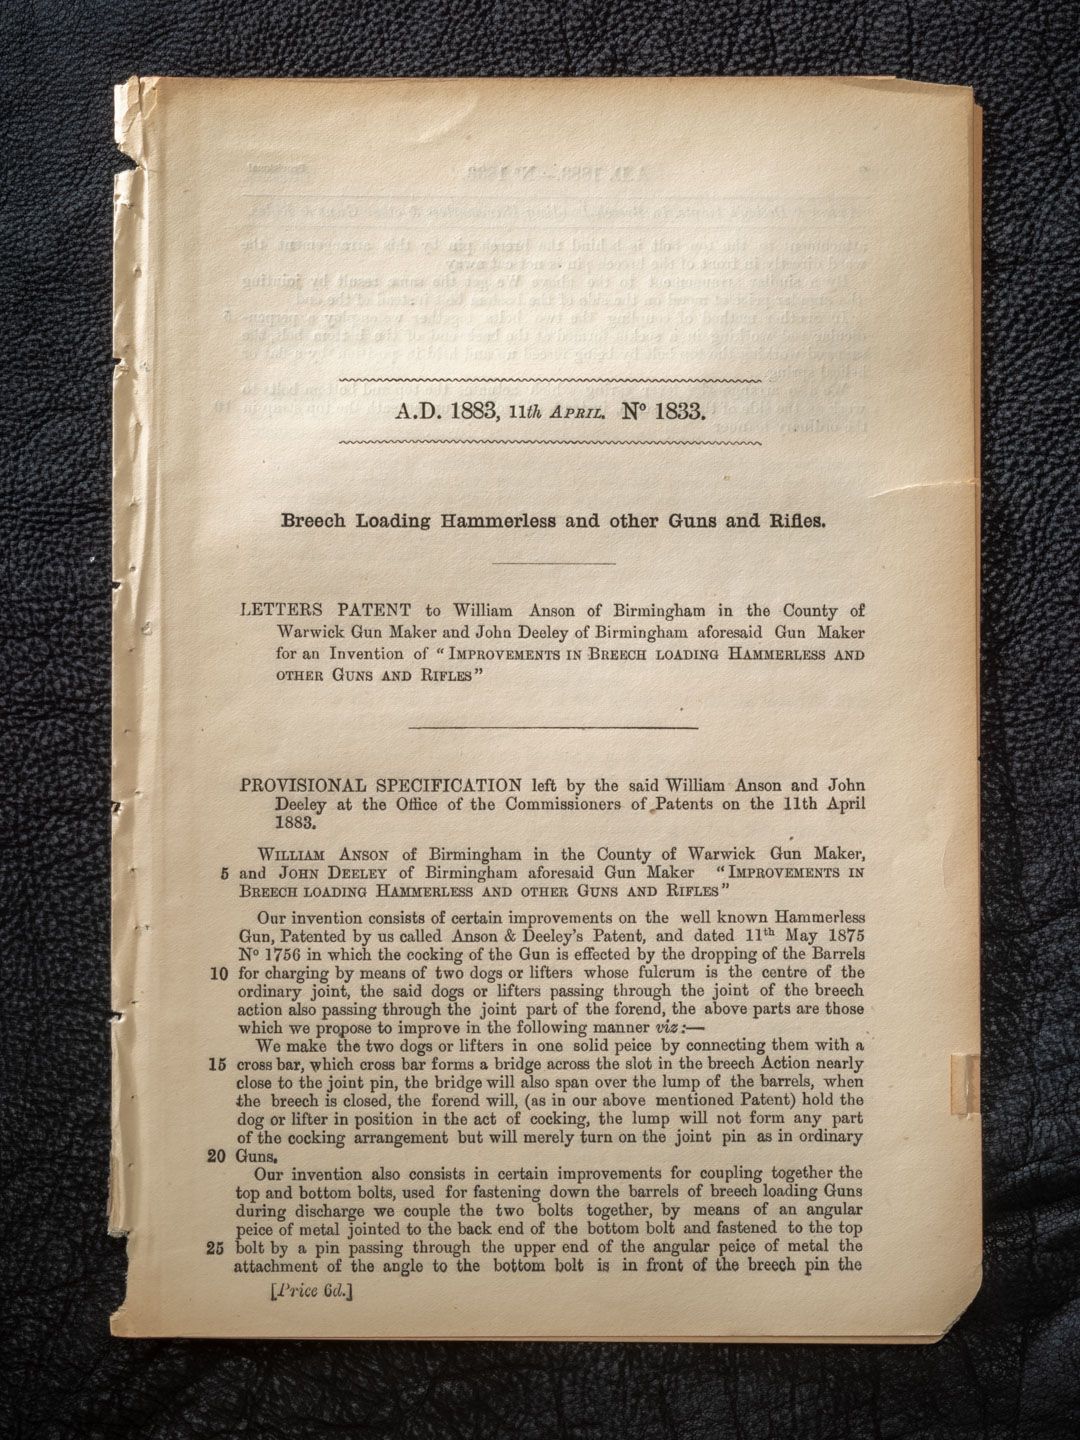 A.D. 1883, 11th APRIL. Nº 1833.
Breech Loading Hammerless and other Guns and Rifles.
LETTERS PATENT to William Anson of Birmingham in the County of
Warwick Gun Maker and John Deeley of Birmingham aforesaid Gun Maker
for an Invention of "IMPROVEMENTS IN BREECH LOADING HAMMERLESS AND
OTHER GUNS AND RIFLES"
PROVISIONAL SPECIFICATION left by the said William Anson and John
Deeley at the Office of the Commissioners of Patents on the 11th April
1883.
WILLIAM ANSON of Birmingham in the County of Warwick Gun Maker,
5 and JOHN DEELEY of Birmingham aforesaid Gun Maker "IMPROVEMENTS IN
BREECH LOADING HAMMERLESS AND OTHER GUNS AND RIFLES"
Our invention consists of certain improvements on the well known Hammerless
Gun, Patented by us called Anson & Deeley's Patent, and dated 11th May 1875
Nº 1756 in which the cocking of the Gun is effected by the dropping of the Barrels
10 for charging by means of two dogs or lifters whose fulcrum is the centre of the
ordinary joint, the said dogs or lifters passing through the joint of the breech
action also passing through the joint part of the forend, the above parts are those
which we propose to improve in the following manner viz:—
We make the two dogs or lifters in one solid peice by connecting them with a
15 cross bar, which cross bar forms a bridge across the slot in the breech Action nearly
close to the joint pin, the bridge will also span over the lump of the barrels, when
the breech is closed, the forend will, (as in our above mentioned Patent) hold the
dog or lifter in position in the act of cocking, the lump will not form any part
of the cocking arrangement but will merely turn on the joint pin as in ordinary
20 Guns.
Our invention also consists in certain improvements for coupling together the
top and bottom bolts, used for fastening down the barrels of breech loading Guns
during discharge we couple the two bolts together, by means of an angular
peice of metal jointed to the back end of the bottom bolt and fastened to the top
25 bolt by a pin passing through the upper end of the angular peice of metal the
attachment of the angle to the bottom bolt is in front of the breech pin the
[Price 6d.]